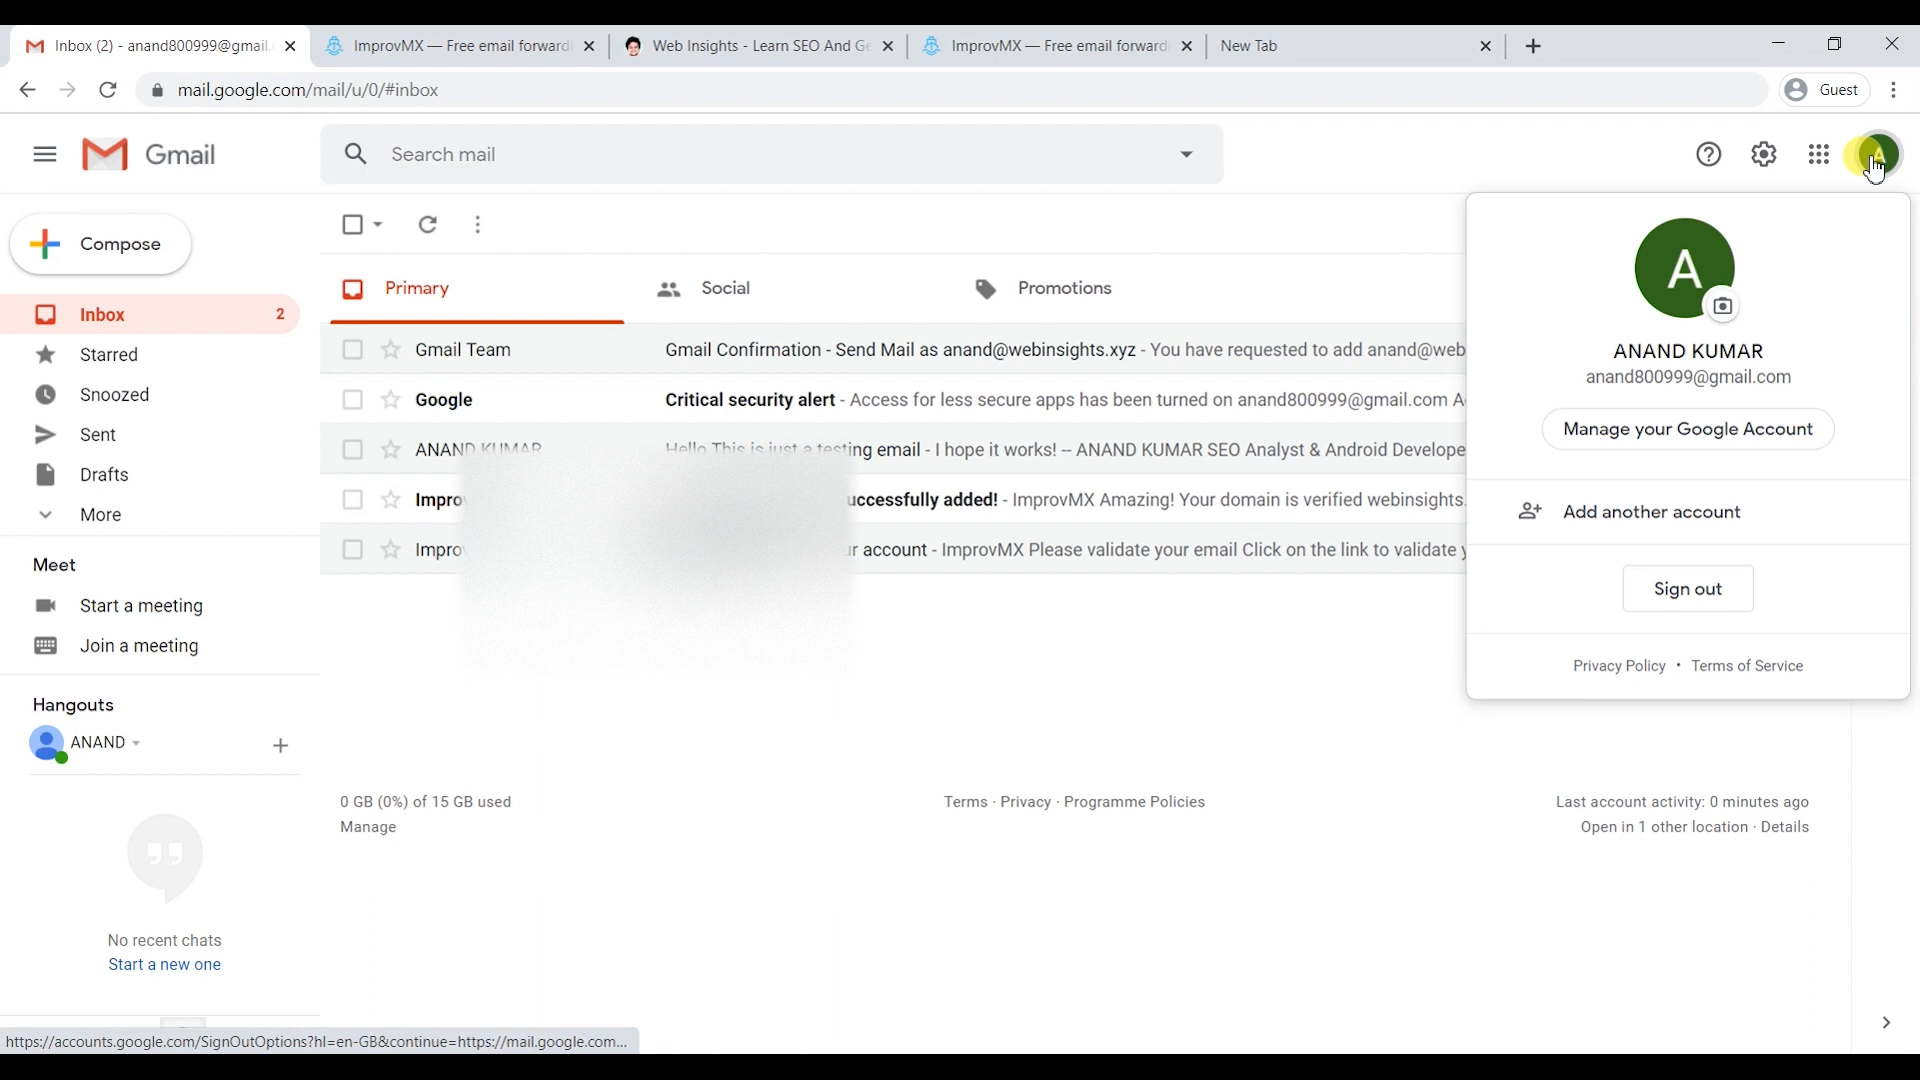 Inbox (2) - anand800999@gmail.
ImprovMX — Free email forward
Web Insights - Learn SEO And Ge
ImprovMX — Free email forward
New Tab
mail.google.com/mail/u/0/#inbox
Guest
Gmail
Search mail
A
Compose
Inbox 2
Starred
Snoozed
Sent
Drafts
More
Meet
Start a meeting
Join a meeting
Hangouts
ANAND
No recent chats
Start a new one
Primary
Social
Promotions
Gmail Team Gmail Confirmation - Send Mail as anand@webinsights.xyz - You have requested to add anand@web
Google Critical security alert - Access for less secure apps has been turned on anand800999@gmail.com A
ANAND KUMAR Hello This is just a testing email - I hope it works! -- ANAND KUMAR SEO Analyst & Android Develope
Impro uccessfully added! - ImprovMX Amazing! Your domain is verified webinsights.
Impro ur account - ImprovMX Please validate your email Click on the link to validate y
A
ANAND KUMAR
anand800999@gmail.com
Manage your Google Account
Add another account
Sign out
Privacy Policy • Terms of Service
0 GB (0%) of 15 GB used
Manage
Terms · Privacy · Programme Policies
Last account activity: 0 minutes ago
Open in 1 other location · Details
https://accounts.google.com/SignOutOptions?hl=en-GB&continue=https://mail.google.com...